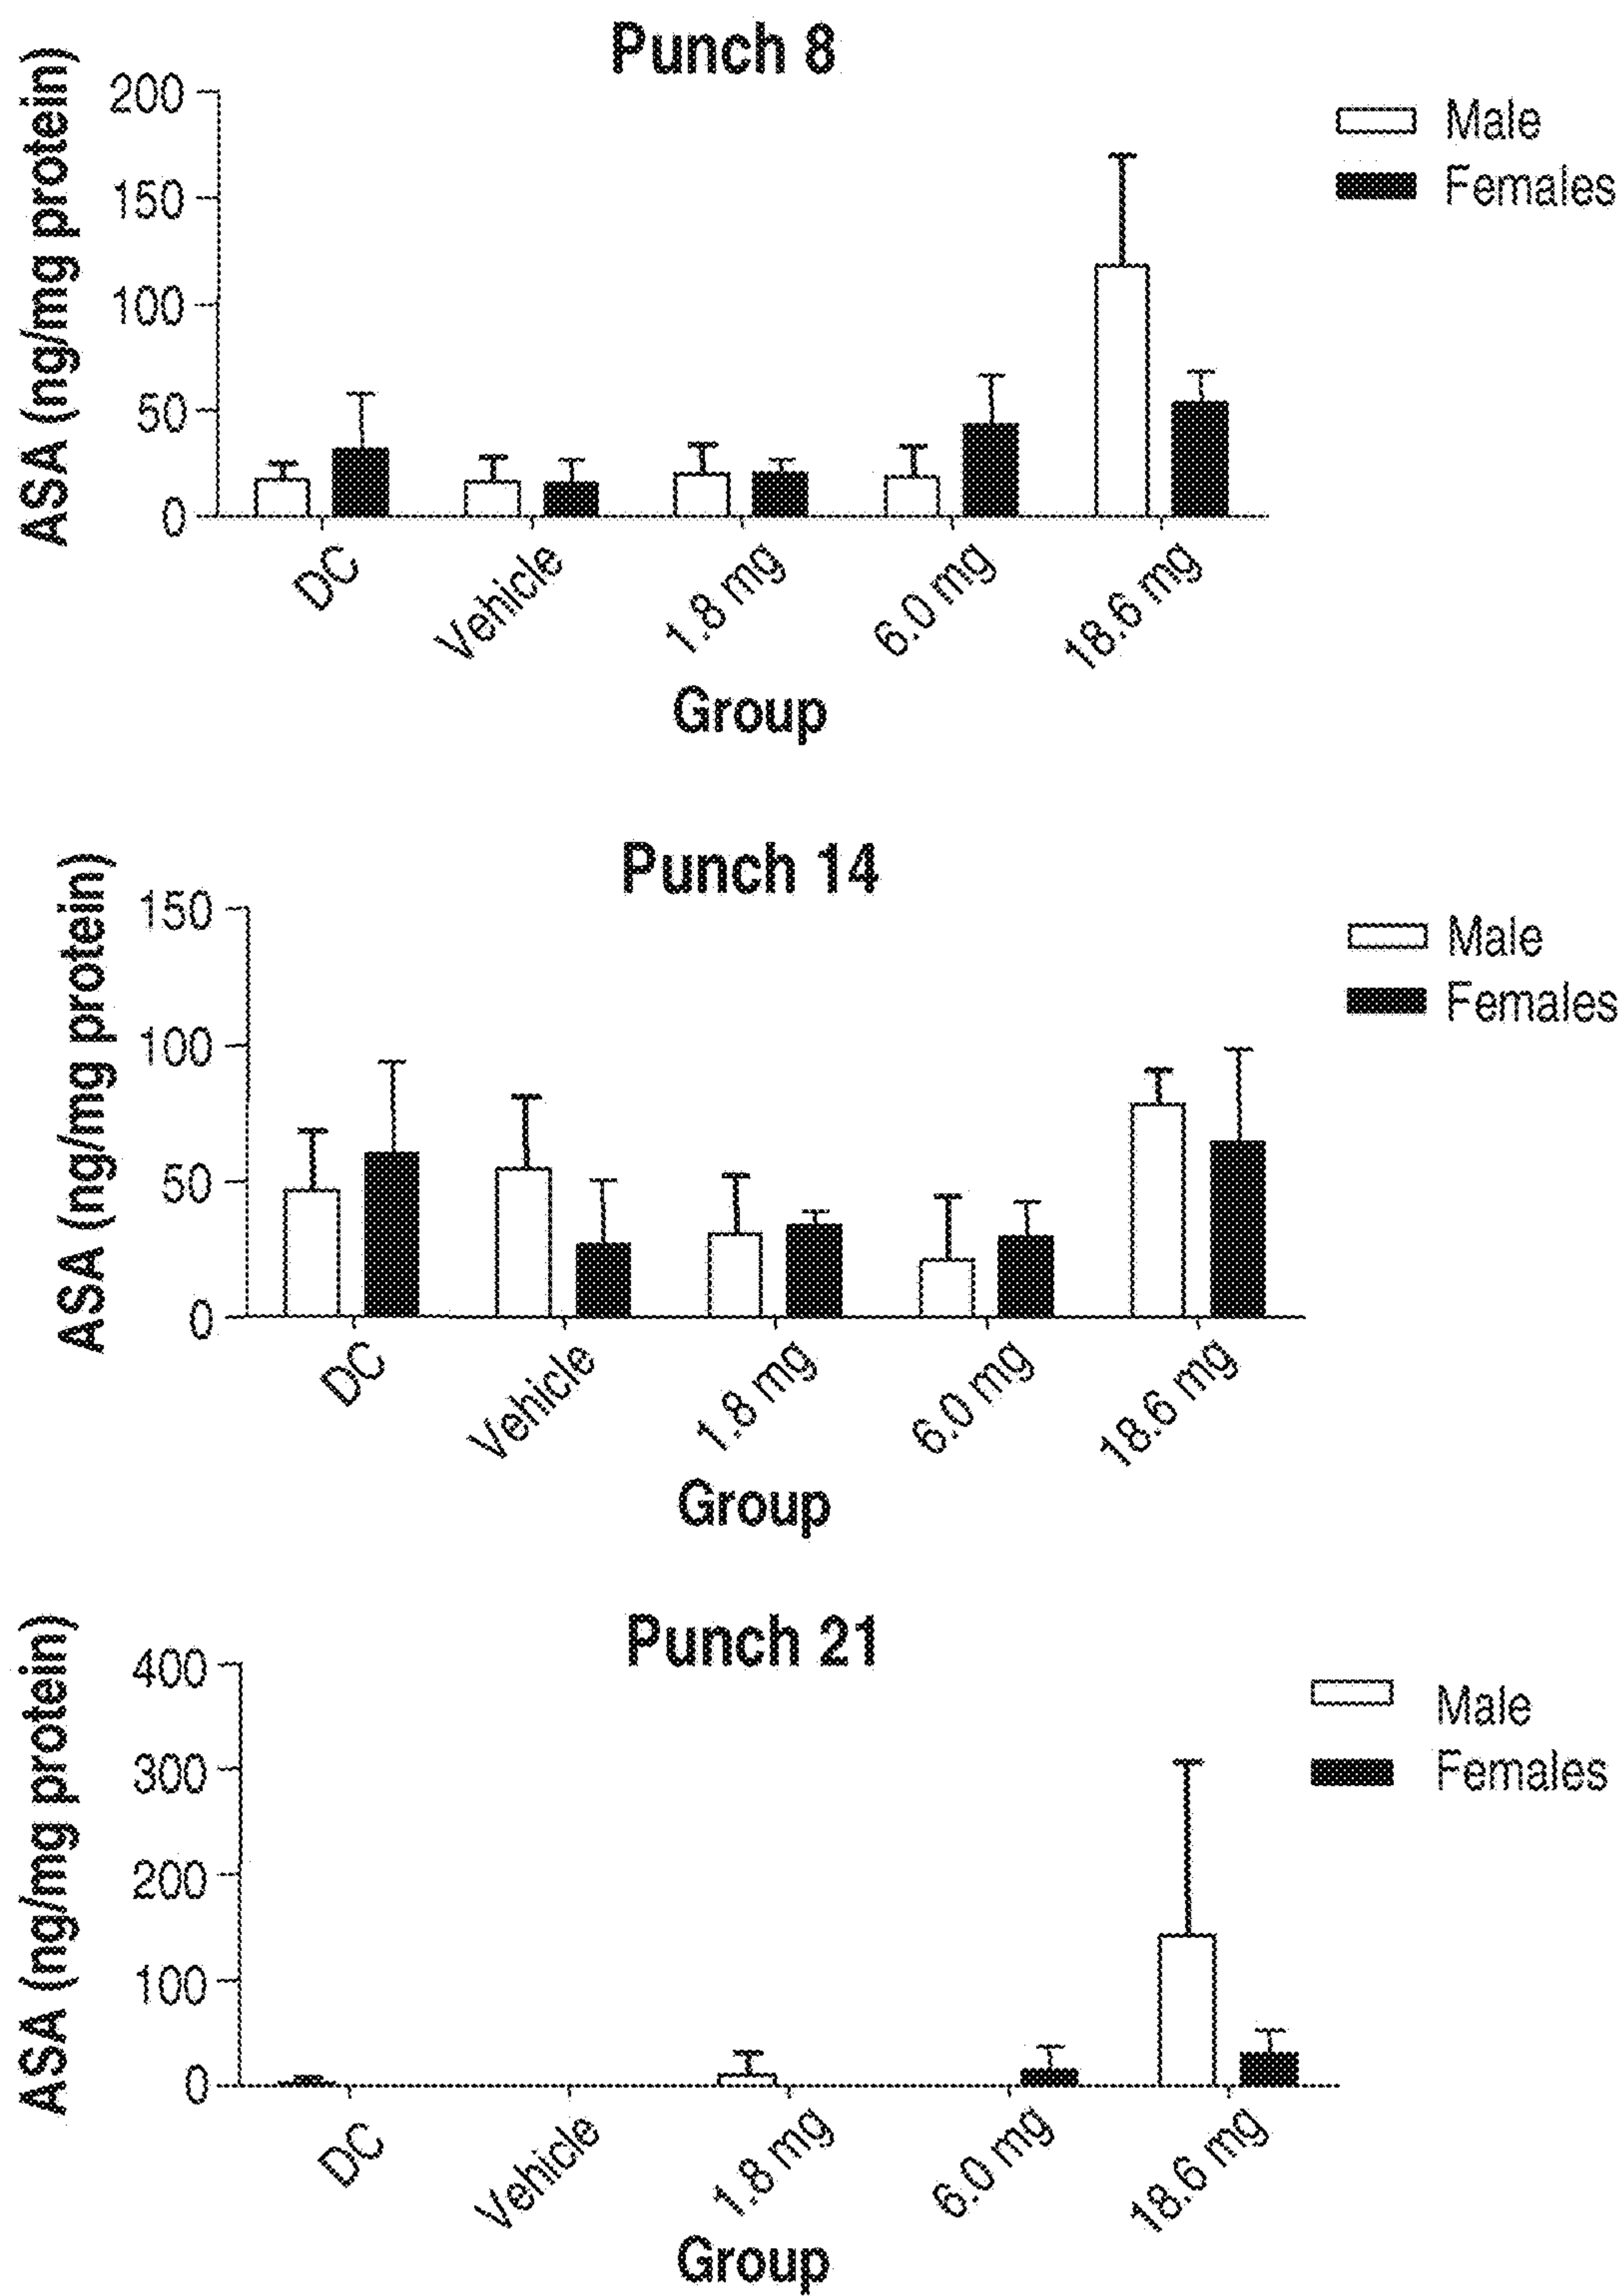 Punch 8
ASA (ng/mg protein)
200
150
100
50
0
Male
Females
DC
Vehicle
1.8 mg
6.0 mg
18.6 mg
Group
Punch 14
ASA (ng/mg protein)
150
100
50
0
Male
Females
DC
Vehicle
1.8 mg
6.0 mg
18.6 mg
Group
Punch 21
ASA (ng/mg protein)
400
300
200
100
0
Male
Females
DC
Vehicle
1.8 mg
6.0 mg
18.6 mg
Group